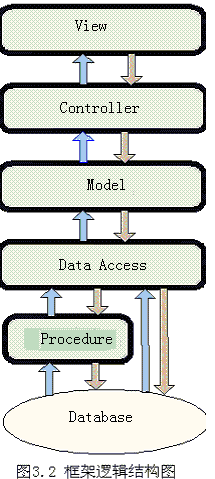 View
Controller
Model
Data Access
Procedure
Database
图3.2 框架逻辑结构图